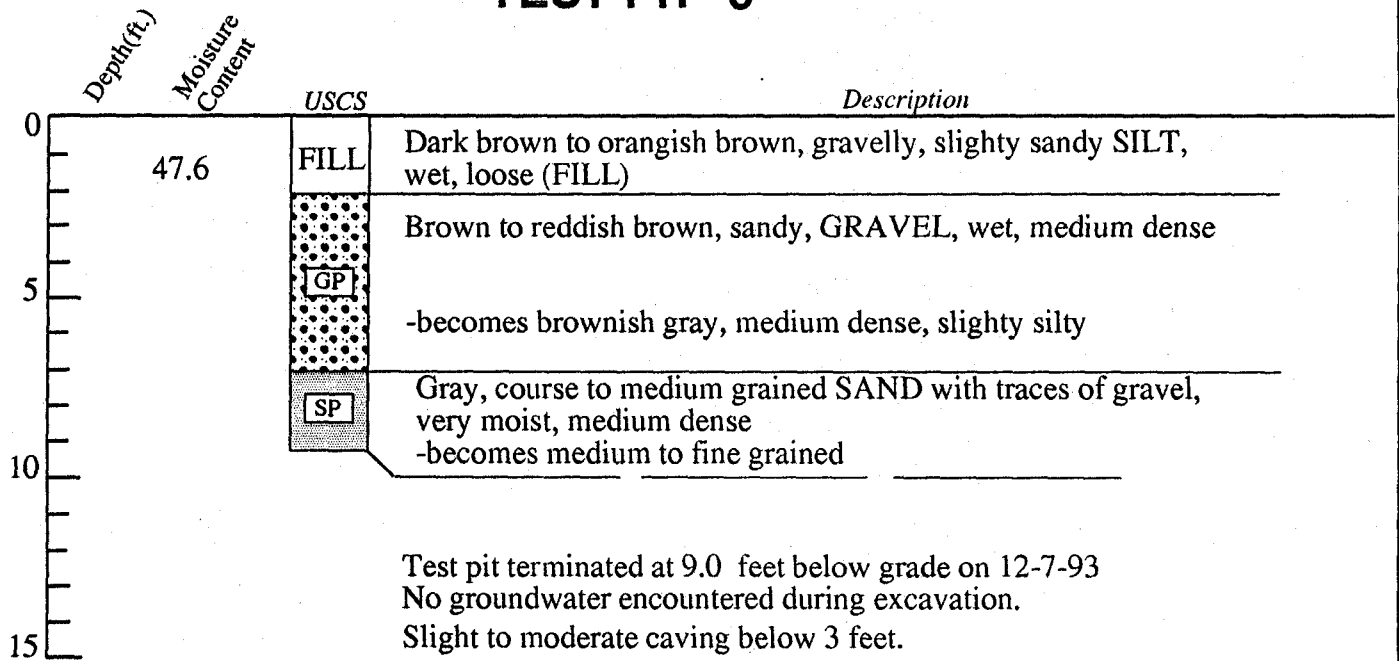 Depth(ft.)
Moisture Content
USCS
Description
0
47.6
FILL
Dark brown to orangish brown, gravelly, slighty sandy SILT,
wet, loose (FILL)
Brown to reddish brown, sandy, GRAVEL, wet, medium dense
GP
5
-becomes brownish gray, medium dense, slighty silty
SP
Gray, course to medium grained SAND with traces of gravel,
very moist, medium dense
-becomes medium to fine grained
10
Test pit terminated at 9.0 feet below grade on 12-7-93
No groundwater encountered during excavation.
Slight to moderate caving below 3 feet.
15